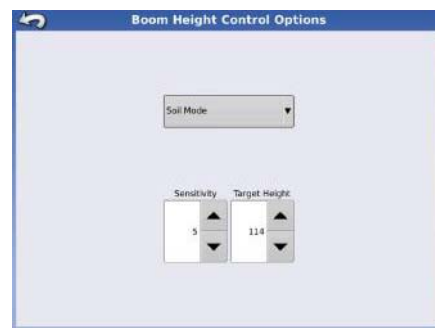 Boom Height Control Options
Soil Mode
Sensitivity Target Height
5 114